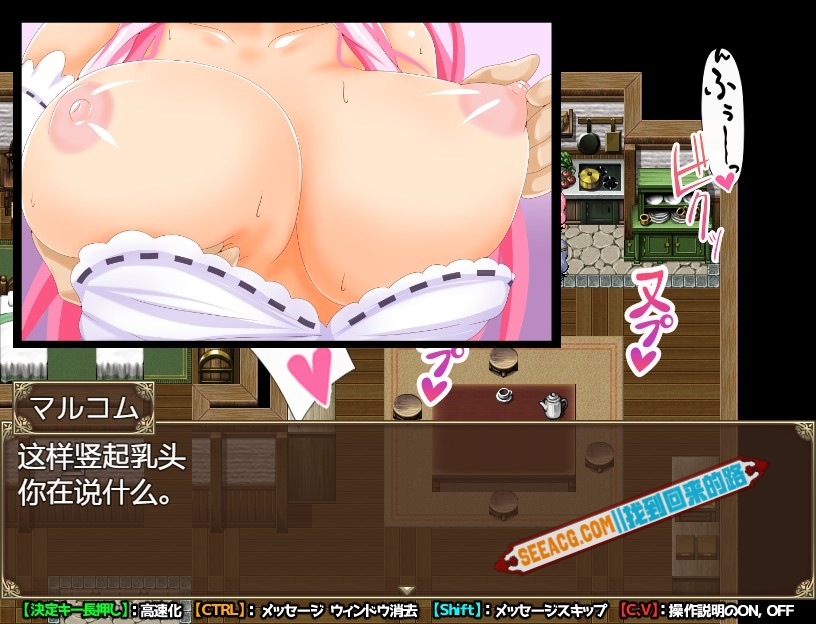 んふぅ〜っ♥
ビクッ
ヌプ♥
プ♥
マルコム
这样竖起乳头
你在说什么。
SEEACG.COM||找到回来的路
【決定キー長押し】：高速化 【CTRL】： メッセージ ウィンドウ消去 【Shift】：メッセージスキップ 【C,V】：操作説明のON, OFF